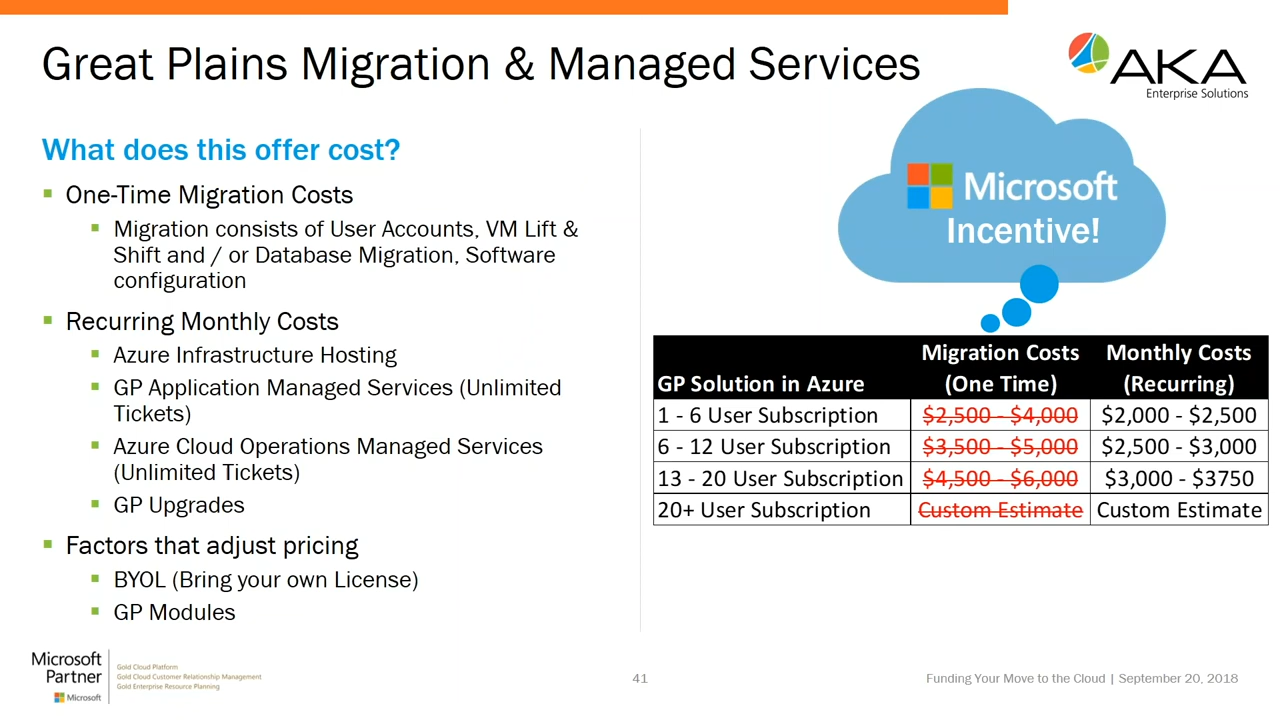 Great Plains Migration & Managed Services
AKA
Enterprise Solutions
What does this offer cost?
One-Time Migration Costs
Migration consists of User Accounts, VM Lift &
Shift and / or Database Migration, Software
configuration
Recurring Monthly Costs
Azure Infrastructure Hosting
GP Application Managed Services (Unlimited
Tickets)
Azure Cloud Operations Managed Services
(Unlimited Tickets)
GP Upgrades
Factors that adjust pricing
BYOL (Bring your own License)
GP Modules
Microsoft
Incentive!
GP Solution in Azure Migration Costs (One Time) Monthly Costs (Recurring)
1 - 6 User Subscription $2,500 - $4,000 $2,000 - $2,500
6 - 12 User Subscription $3,500 - $5,000 $2,500 - $3,000
13 - 20 User Subscription $4,500 - $6,000 $3,000 - $3750
20+ User Subscription Custom Estimate Custom Estimate
Microsoft
Partner
Microsoft
Gold Cloud Platform
Gold Cloud Customer Relationship Management
Gold Enterprise Resource Planning
41
Funding Your Move to the Cloud | September 20, 2018